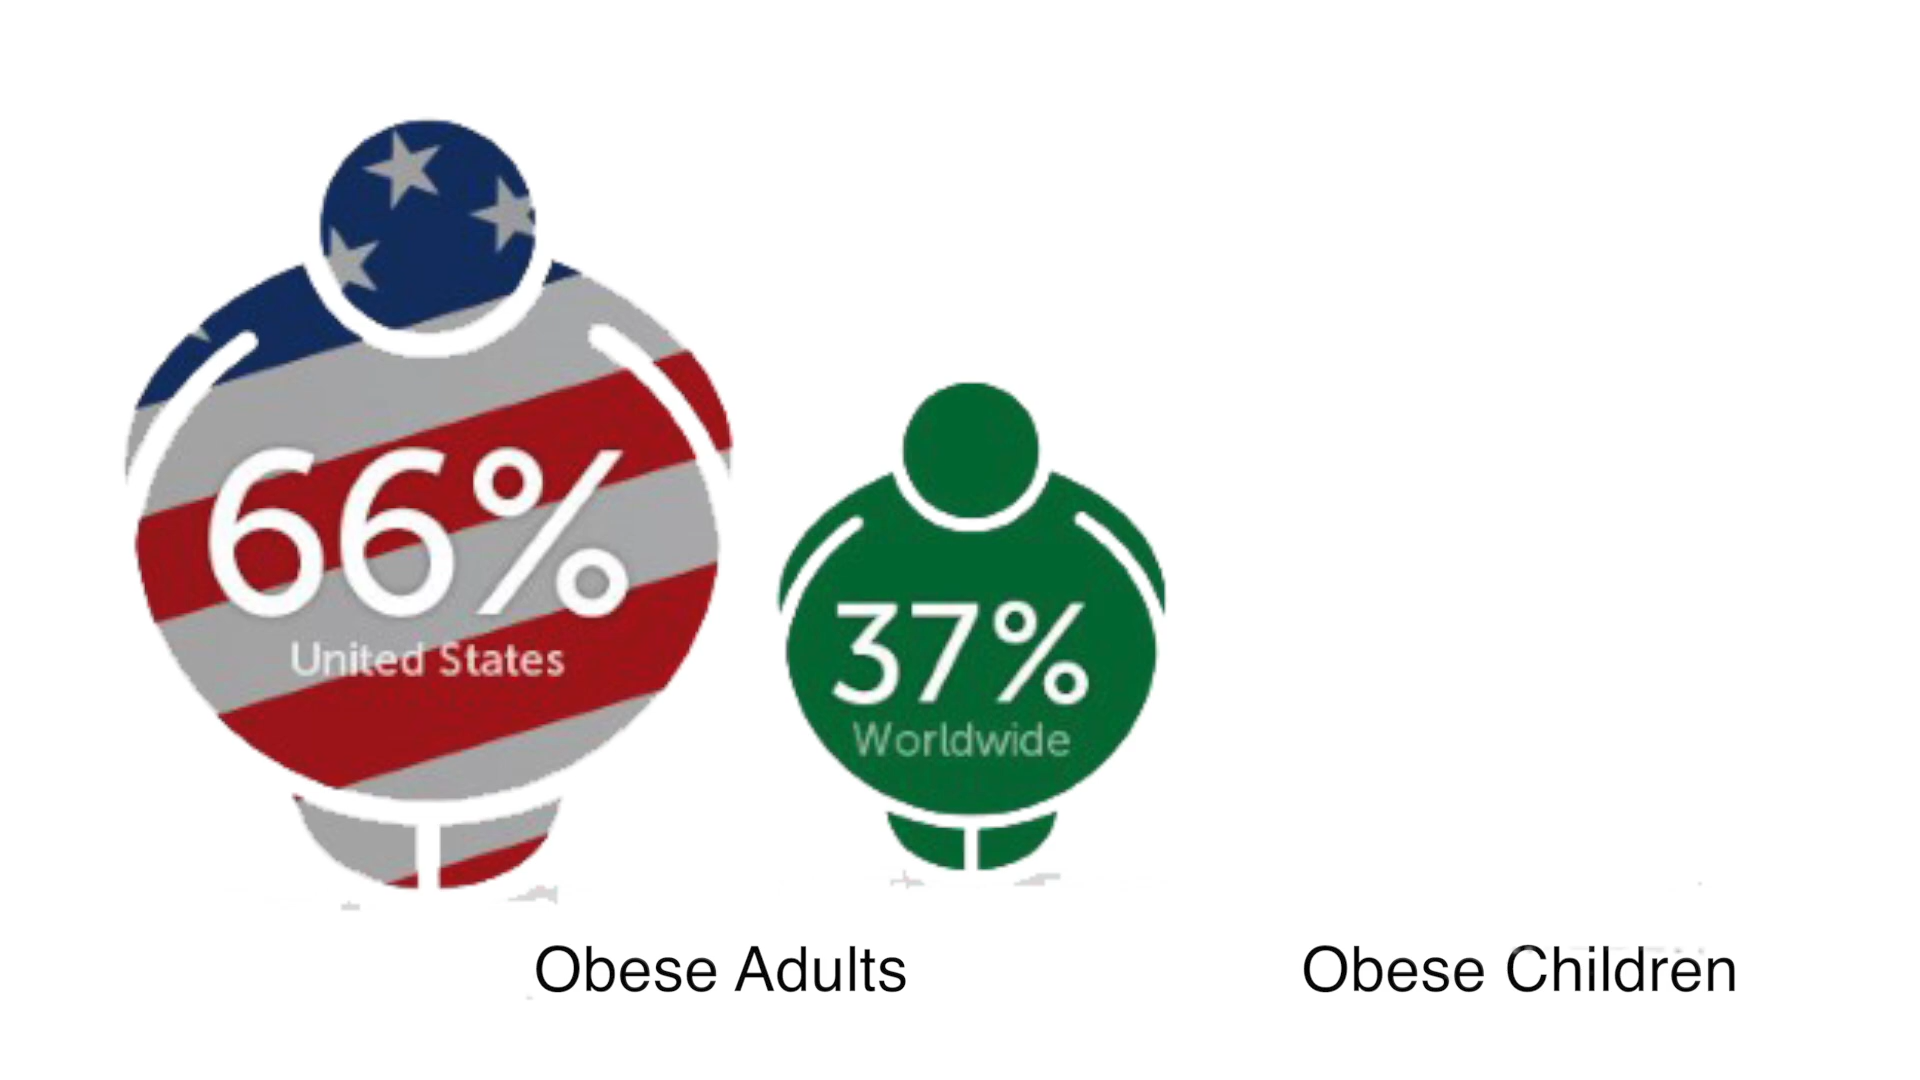 66%
United States
37%
Worldwide
Obese Adults
Obese Children